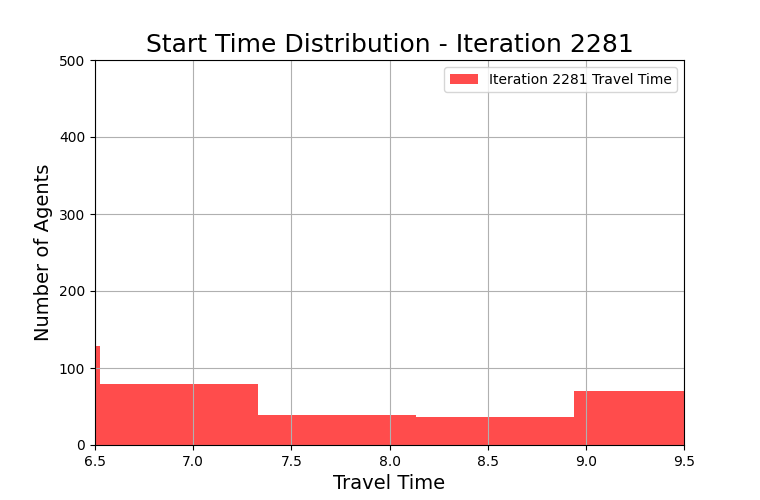 Start Time Distribution - Iteration 2281
Iteration 2281 Travel Time
Number of Agents
500
400
300
200
100
0
6.5 7.0 7.5 8.0 8.5 9.0 9.5
Travel Time